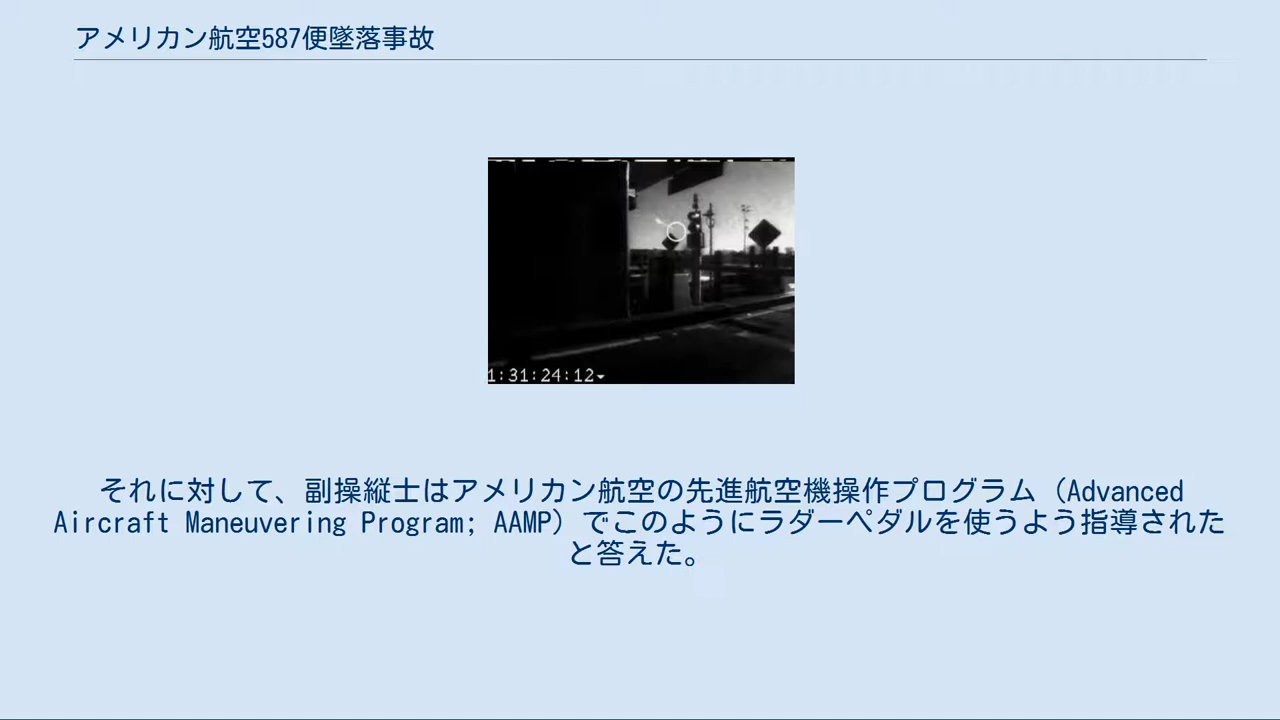 アメリカン航空587便墜落事故
1:31:24:12
それに対して、副操縦士はアメリカン航空の先進航空機操作プログラム（Advanced
Aircraft Maneuvering Program; AAMP）でこのようにラダーペダルを使うよう指導された
と答えた。